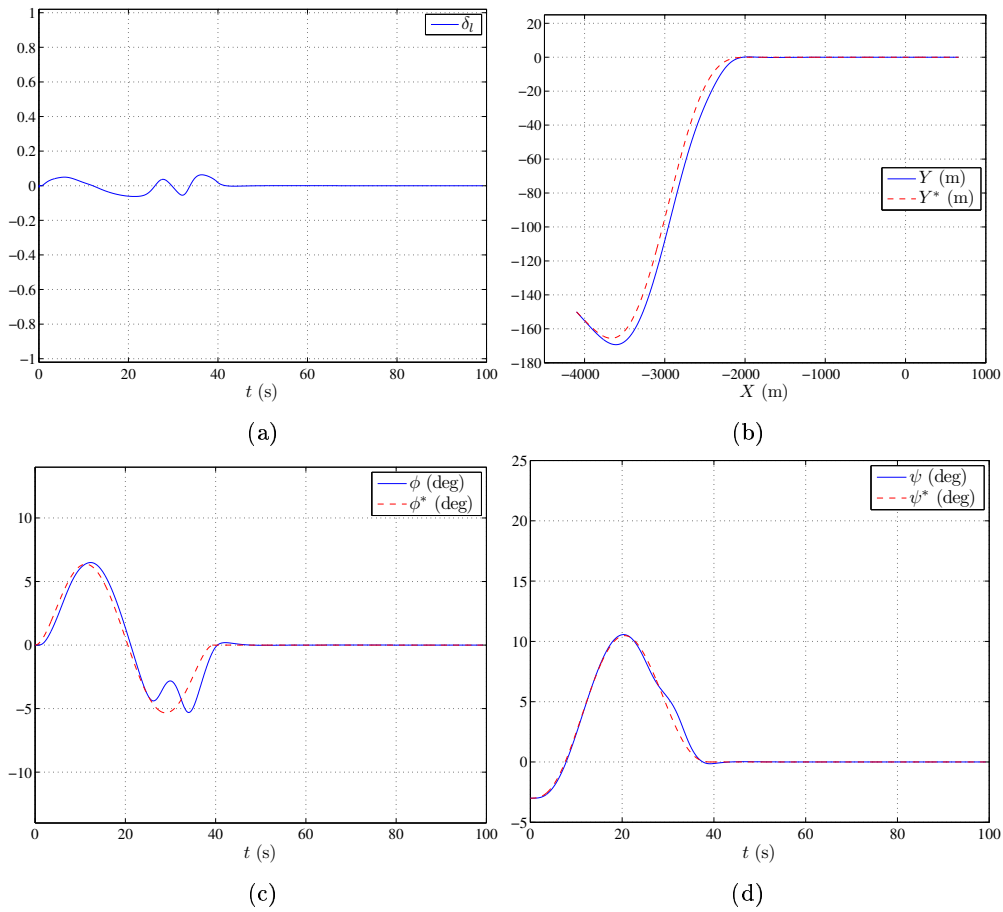 1
0.8
0.6
0.4
0.2
0
−0.2
−0.4
−0.6
−0.8
−1
0 20 40 60 80 100
t (s)
δ_l
(a)
20
0
−20
−40
−60
−80
−100
−120
−140
−160
−180
−4000 −3000 −2000 −1000 0 1000
X (m)
Y (m)
Y* (m)
(b)
10
5
0
−5
−10
0 20 40 60 80 100
t (s)
ϕ (deg)
ϕ* (deg)
(c)
25
20
15
10
5
0
−5
0 20 40 60 80 100
t (s)
ψ (deg)
ψ* (deg)
(d)